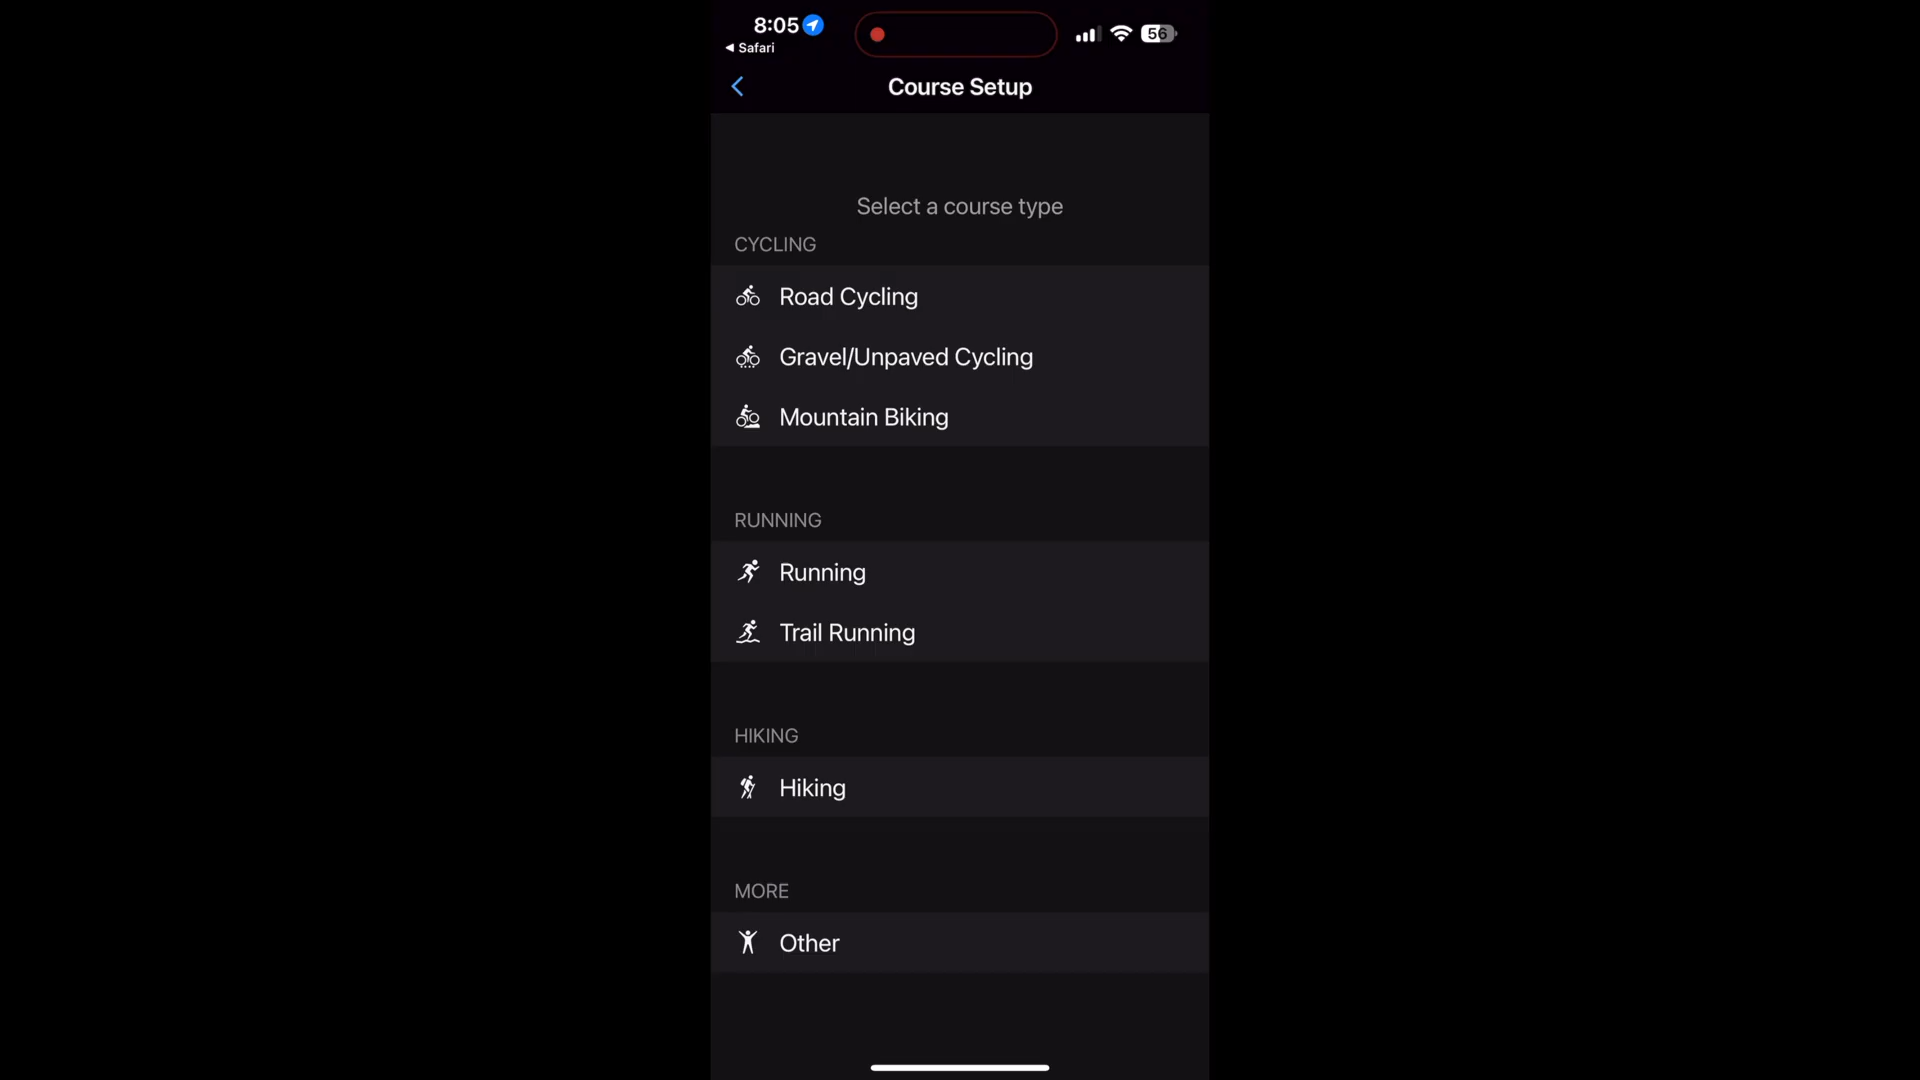 8:05
56
◀ Safari
Course Setup
Select a course type
CYCLING
Road Cycling
Gravel/Unpaved Cycling
Mountain Biking
RUNNING
Running
Trail Running
HIKING
Hiking
MORE
Other